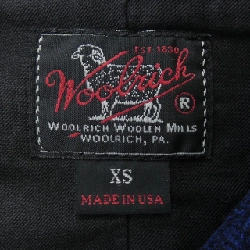 EST. 1830
Woolrich
®
WOOLRICH WOOLEN MILLS
WOOLRICH, PA.
XS
MADE IN USA